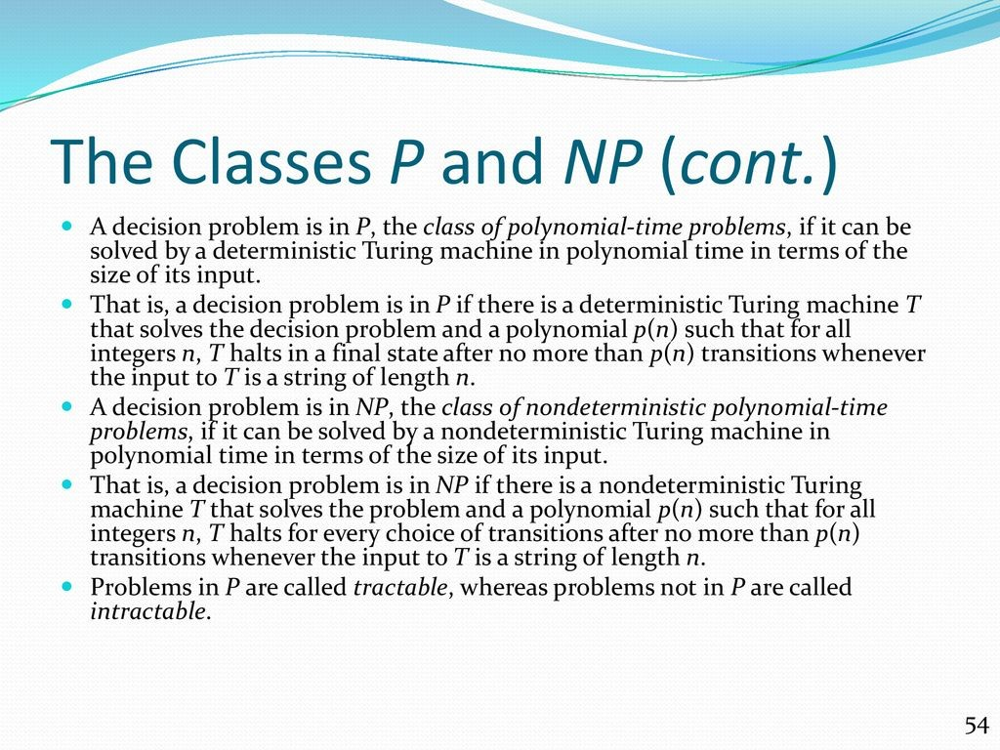 The Classes P and NP (cont.)
A decision problem is in P, the class of polynomial-time problems, if it can be
solved by a deterministic Turing machine in polynomial time in terms of the
size of its input.
That is, a decision problem is in P if there is a deterministic Turing machine T
that solves the decision problem and a polynomial p(n) such that for all
integers n, T halts in a final state after no more than p(n) transitions whenever
the input to T is a string of length n.
A decision problem is in NP, the class of nondeterministic polynomial-time
problems, if it can be solved by a nondeterministic Turing machine in
polynomial time in terms of the size of its input.
That is, a decision problem is in NP if there is a nondeterministic Turing
machine T that solves the problem and a polynomial p(n) such that for all
integers n, T halts for every choice of transitions after no more than p(n)
transitions whenever the input to T is a string of length n.
Problems in P are called tractable, whereas problems not in P are called
intractable.
54